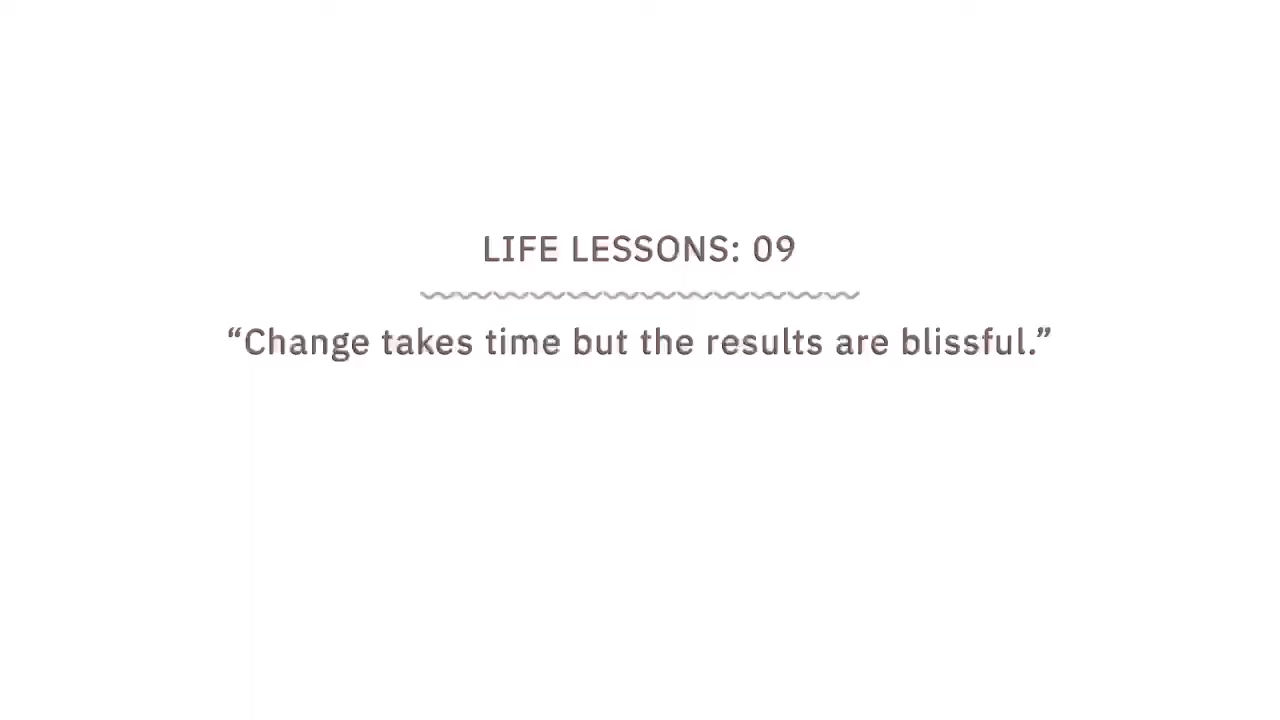 LIFE LESSONS: 09
“Change takes time but the results are blissful.”